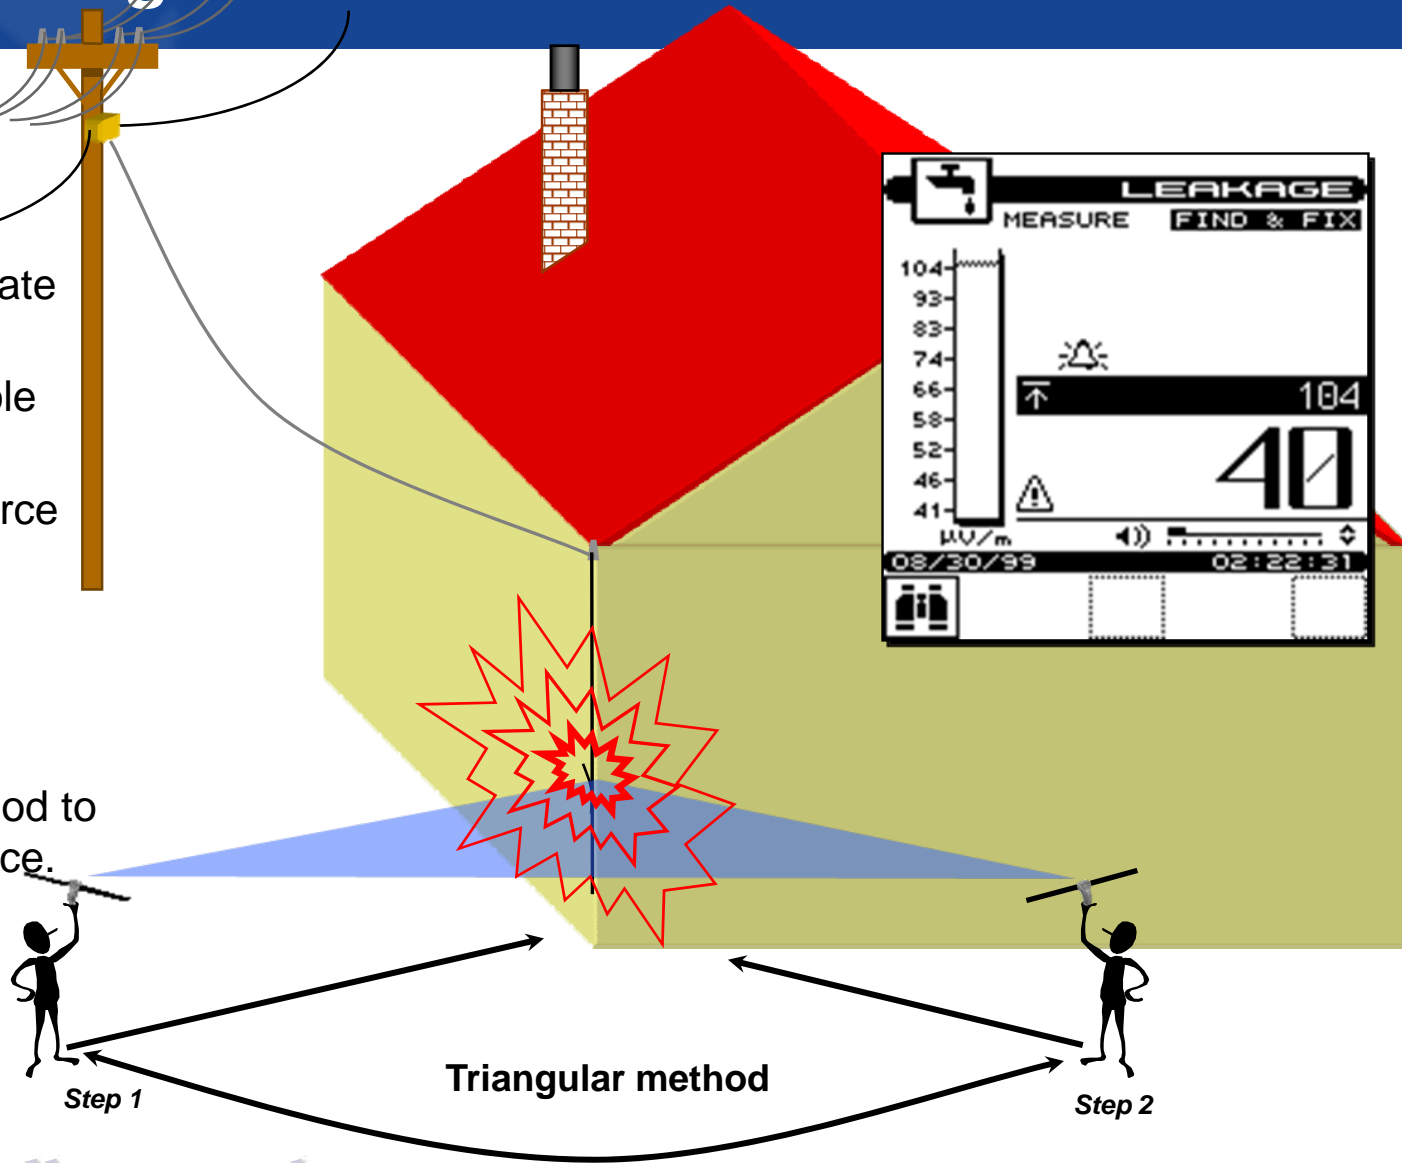 ate
ole
rce
od to
ce.
LEAKAGE
MEASURE FIND & FIX
104
93
83
74
66
58
52
46
41
µV/m
104
40
08/30/99 02:22:31
Triangular method
Step 1
Step 2